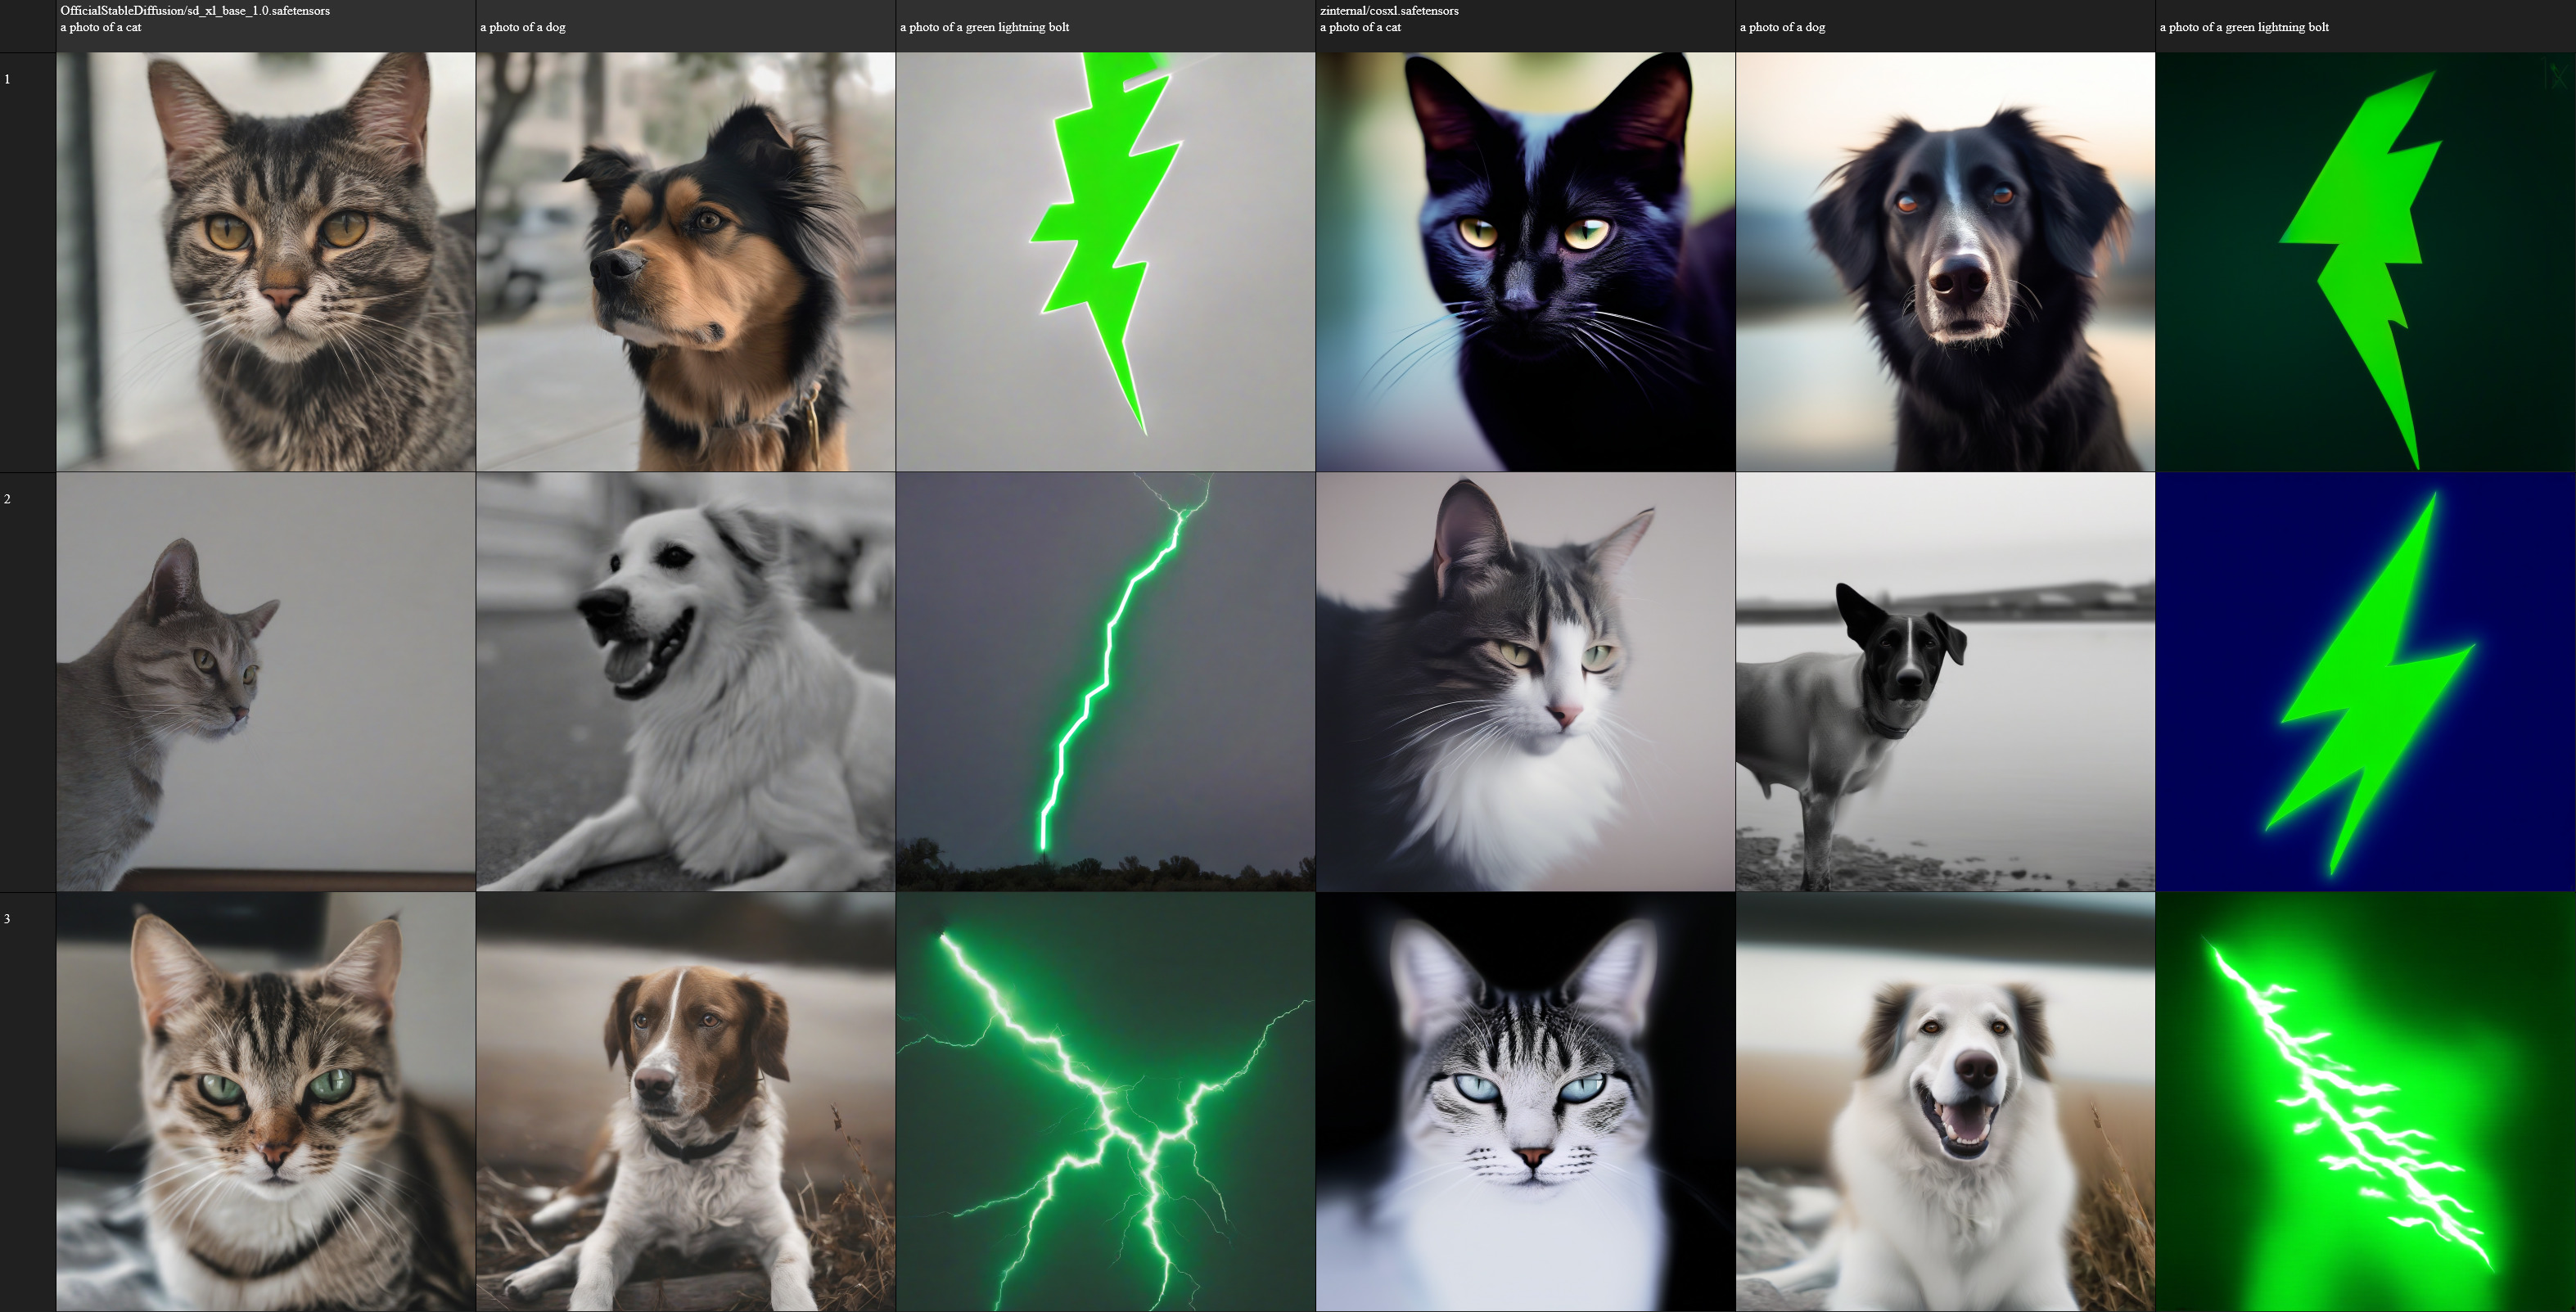 OfficialStableDiffusion/sd_xl_base_1.0.safetensors
a photo of a cat
a photo of a dog
a photo of a green lightning bolt
zinternal/cosxl.safetensors
a photo of a cat
a photo of a dog
a photo of a green lightning bolt
1
2
3